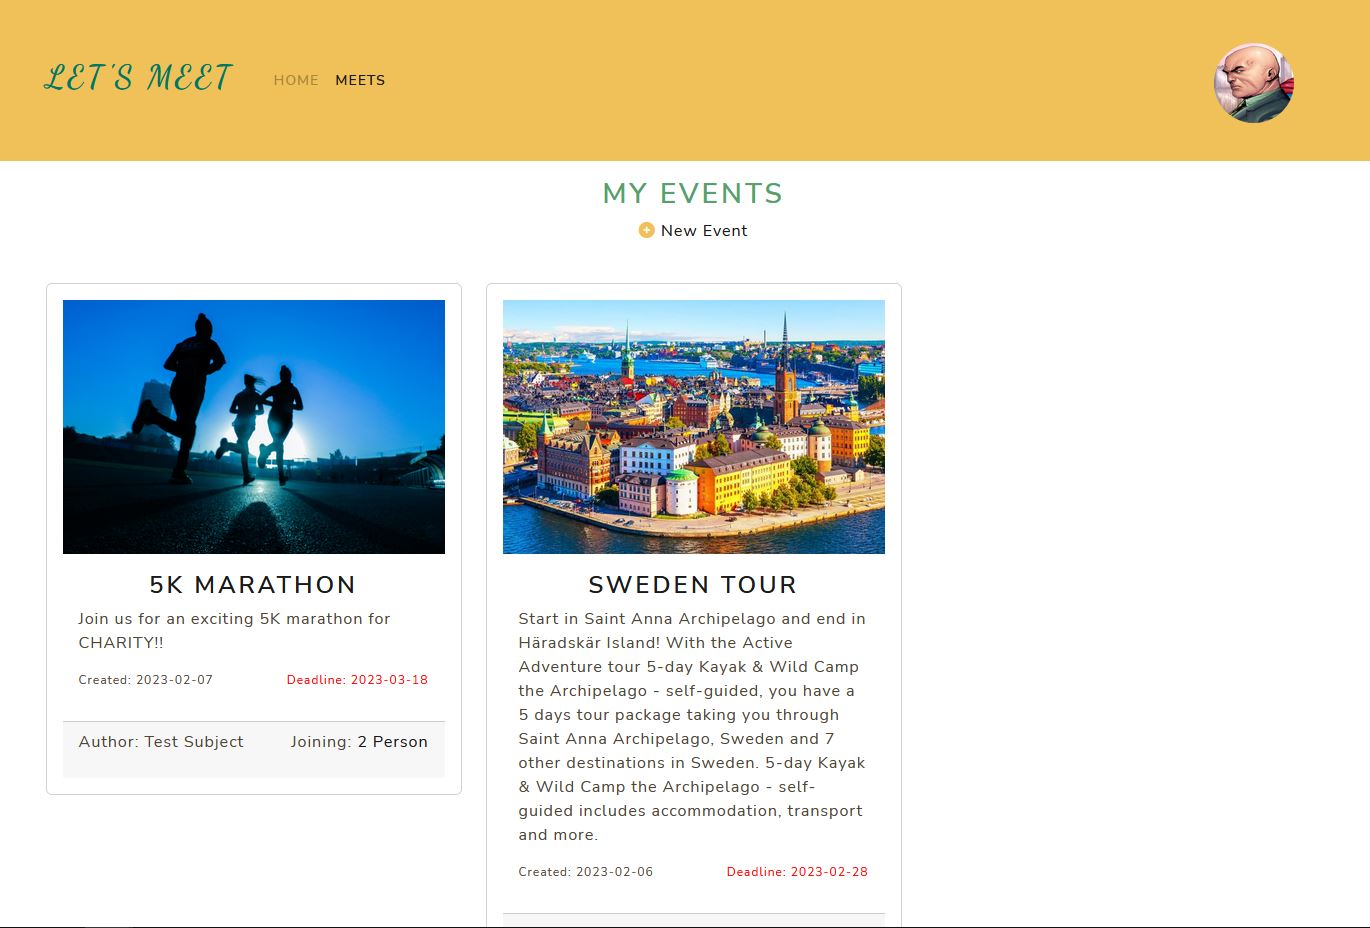 LET'S MEET
HOME
MEETS
MY EVENTS
New Event
5K MARATHON
Join us for an exciting 5K marathon for
CHARITY!!
Created: 2023-02-07
Deadline: 2023-03-18
Author: Test Subject
Joining: 2 Person
SWEDEN TOUR
Start in Saint Anna Archipelago and end in
Häradskär Island! With the Active
Adventure tour 5-day Kayak & Wild Camp
the Archipelago - self-guided, you have a
5 days tour package taking you through
Saint Anna Archipelago, Sweden and 7
other destinations in Sweden. 5-day Kayak
& Wild Camp the Archipelago - self-
guided includes accommodation, transport
and more.
Created: 2023-02-06
Deadline: 2023-02-28